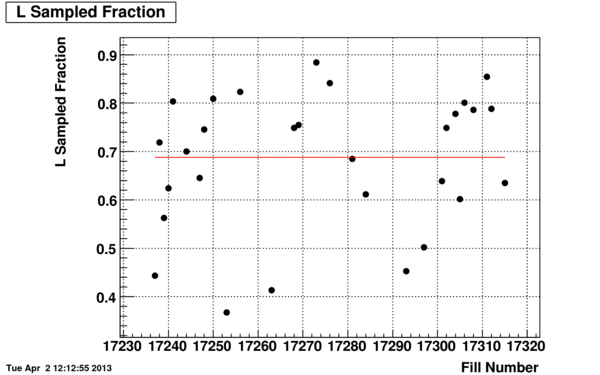 L Sampled Fraction
L Sampled Fraction
0.9
0.8
0.7
0.6
0.5
0.4
17230 17240 17250 17260 17270 17280 17290 17300 17310 17320
Fill Number
Tue Apr 2 12:12:55 2013